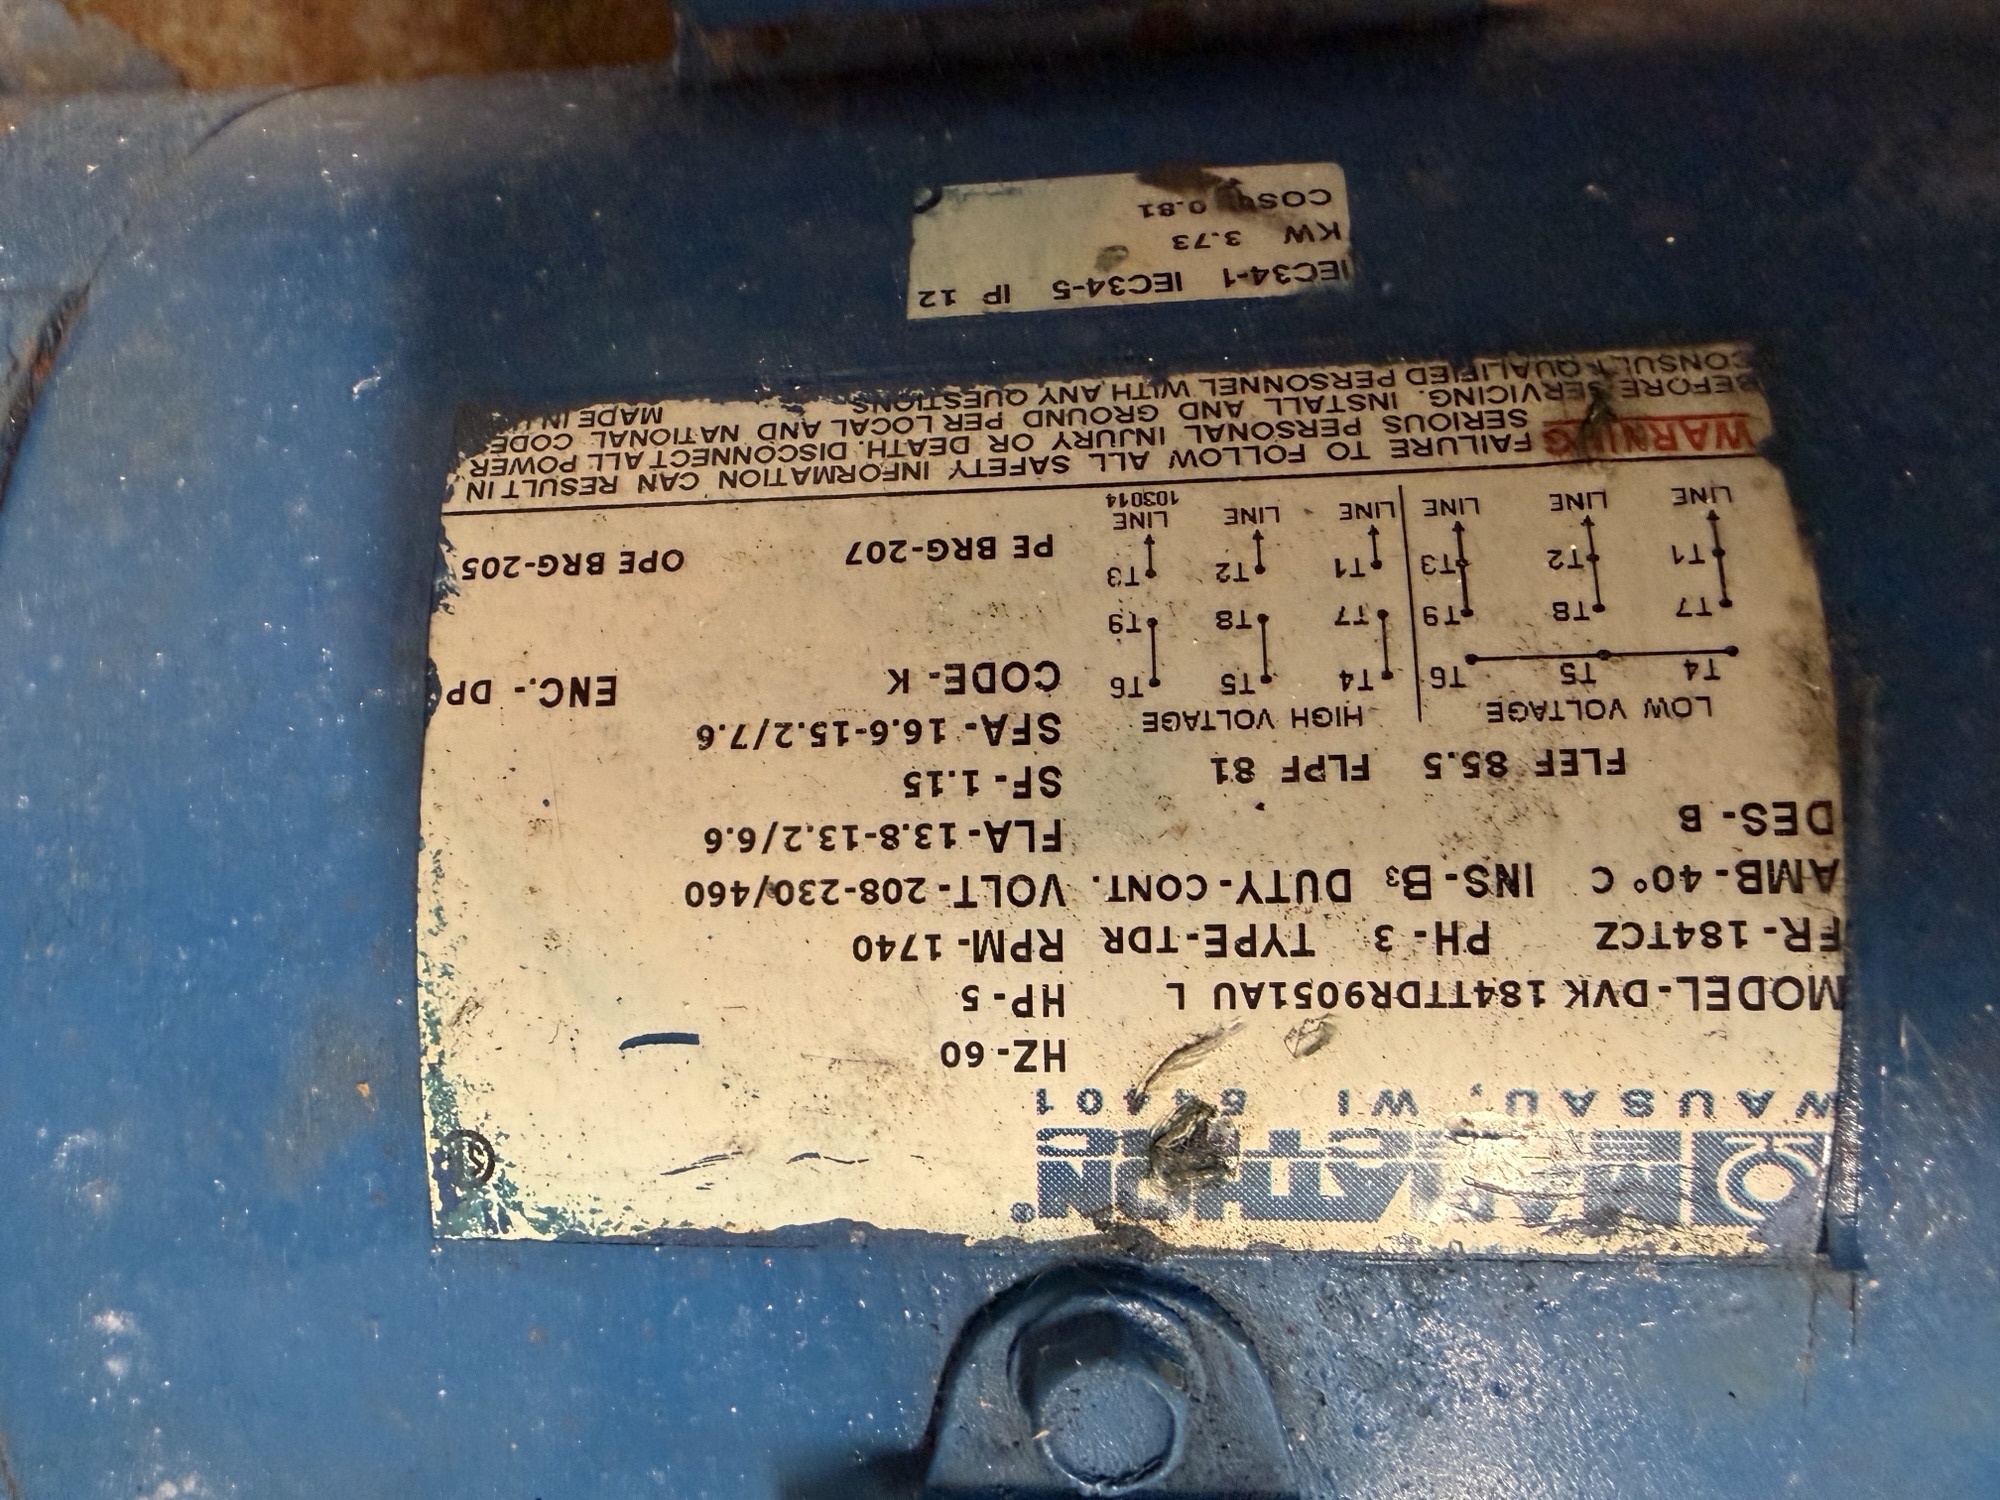 MARATHON®
ELECTRIC
WAUSAU, WI 54401
HZ-60
MODEL-DVK 184TTDR9051AU L HP-5
FR-184TCZ PH-3 TYPE-TDR RPM-1740
AMB-40°C INS-B3 DUTY-CONT. VOLT-208-230/460
DES-B FLA-13.8-13.2/6.6
FLEF 85.5 FLPF 81 SF-1.15
LOW VOLTAGE HIGH VOLTAGE SFA-16.6-15.2/7.6
T4 T5 T6 T4 T5 T6 CODE-K ENC.-DP
T7 T8 T9 T7 T8 T9
T1 T2 T3 T1 T2 T3 PE BRG-207 OPE BRG-205
LINE LINE LINE LINE LINE LINE
103014
WARNING FAILURE TO FOLLOW ALL SAFETY INFORMATION CAN RESULT IN
SERIOUS PERSONAL INJURY OR DEATH. DISCONNECT ALL POWER
BEFORE SERVICING. INSTALL AND GROUND PER LOCAL AND NATIONAL CODE
CONSULT QUALIFIED PERSONNEL WITH ANY QUESTIONS MADE IN
IEC34-1 IEC34-5 IP 12
KW 3.73
0.81